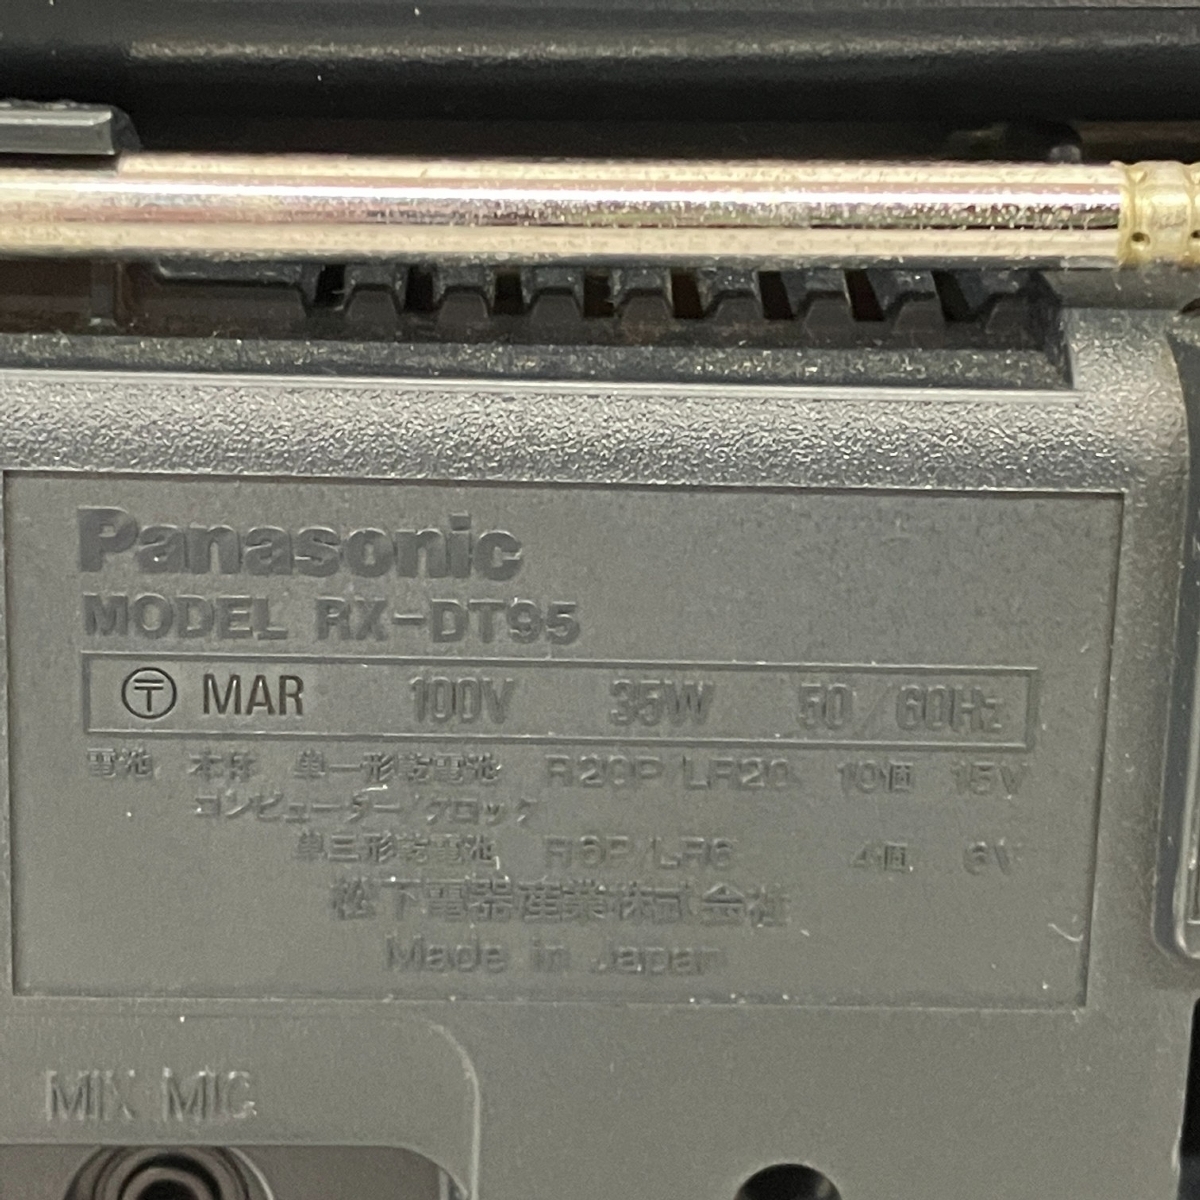 Panasonic
MODEL RX-DT95
〒 MAR 100V 35W 50/60Hz
電池 本体 単一形乾電池 R20P/LR20 10個 15V
コンピューター/クロック
単三形乾電池 R6P/LR6 4個 6V
松下電器産業株式会社
Made in Japan
MIX MIC